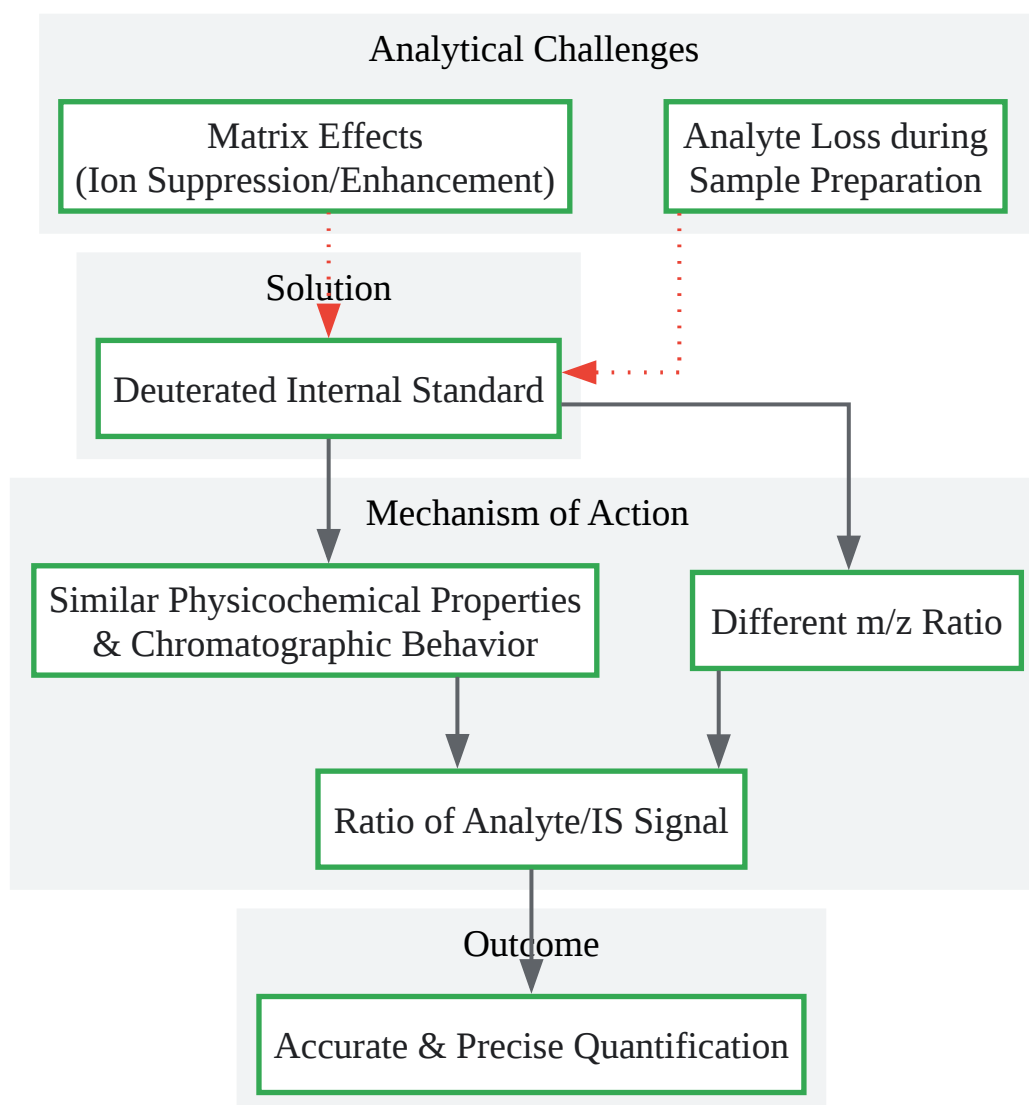 Analytical Challenges
Matrix Effects
(Ion Suppression/Enhancement)
Analyte Loss during
Sample Preparation
Solution
Deuterated Internal Standard
Mechanism of Action
Similar Physicochemical Properties
& Chromatographic Behavior
Different m/z Ratio
Ratio of Analyte/IS Signal
Outcome
Accurate & Precise Quantification